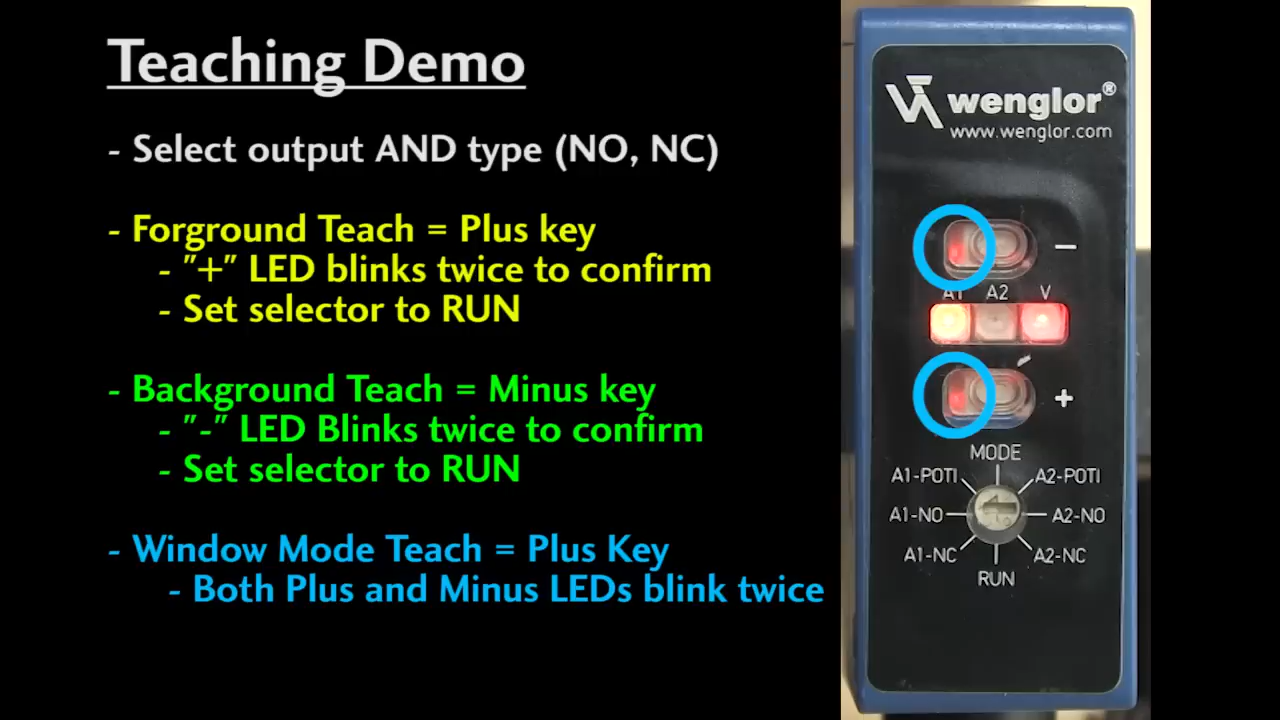 Teaching Demo
- Select output AND type (NO, NC)
- Forground Teach = Plus key
- "+" LED blinks twice to confirm
- Set selector to RUN
- Background Teach = Minus key
- "-" LED Blinks twice to confirm
- Set selector to RUN
- Window Mode Teach = Plus Key
- Both Plus and Minus LEDs blink twice
wenglor®
www.wenglor.com
−
A1 A2 V
+
MODE
A1-POTI A2-POTI
A1-NO A2-NO
A1-NC A2-NC
RUN